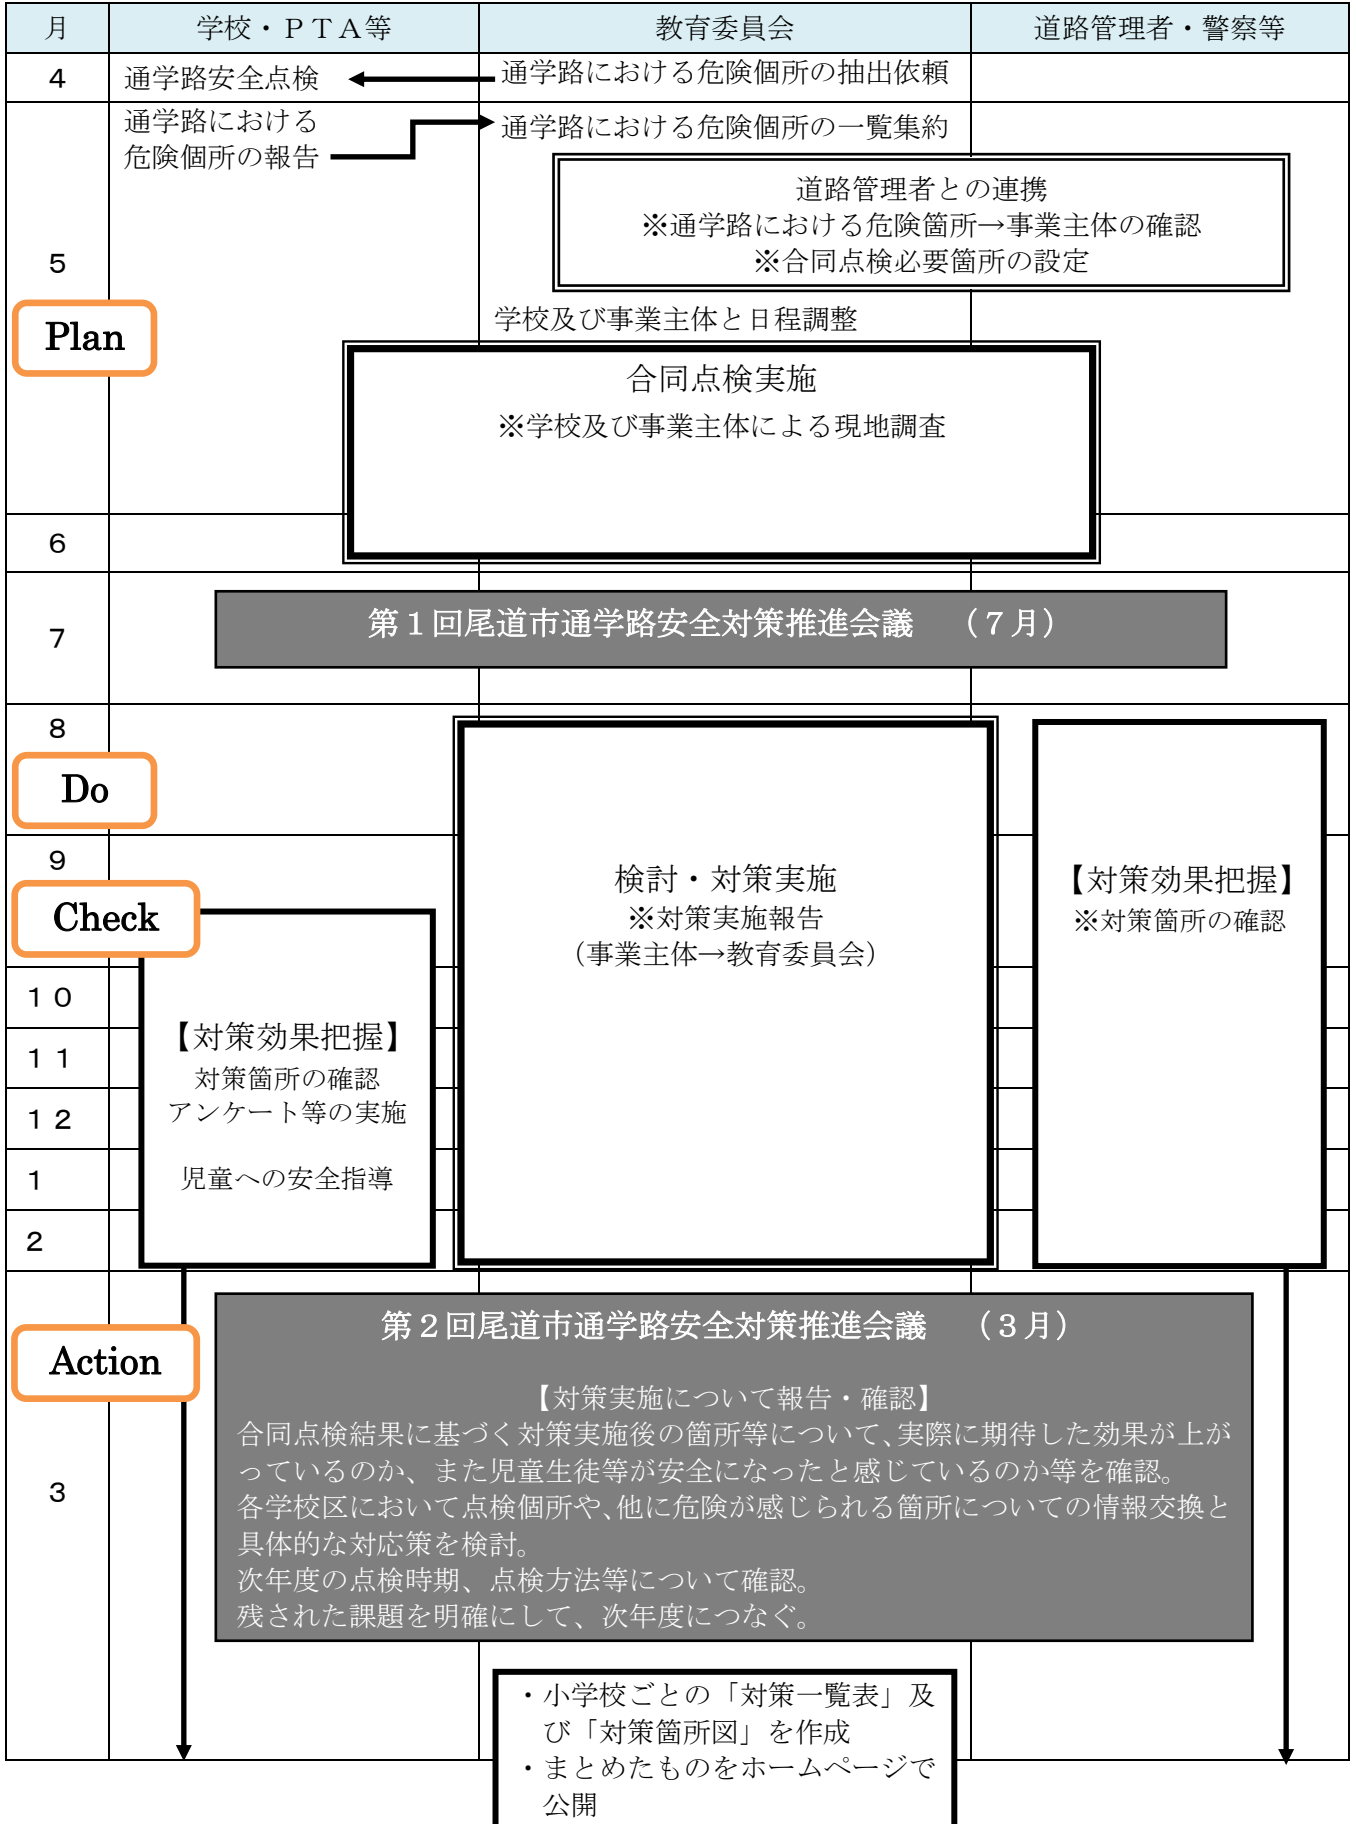 月
学校・ＰＴＡ等
教育委員会
道路管理者・警察等
４
通学路安全点検
通学路における危険個所の抽出依頼
通学路における
危険個所の報告
通学路における危険個所の一覧集約
道路管理者との連携
※通学路における危険箇所→事業主体の確認
※合同点検必要箇所の設定
５
Plan
学校及び事業主体と日程調整
合同点検実施
※学校及び事業主体による現地調査
６
７
第１回尾道市通学路安全対策推進会議　（７月）
８
Do
９
Check
検討・対策実施
※対策実施報告
（事業主体→教育委員会）
【対策効果把握】
※対策箇所の確認
１０
１１
１２
１
２
【対策効果把握】
対策箇所の確認
アンケート等の実施
児童への安全指導
Action
３
第２回尾道市通学路安全対策推進会議　（３月）
【対策実施について報告・確認】
合同点検結果に基づく対策実施後の箇所等について、実際に期待した効果が上が
っているのか、また児童生徒等が安全になったと感じているのか等を確認。
各学校区において点検個所や、他に危険が感じられる箇所についての情報交換と
具体的な対応策を検討。
次年度の点検時期、点検方法等について確認。
残された課題を明確にして、次年度につなぐ。
・小学校ごとの「対策一覧表」及
び「対策箇所図」を作成
・まとめたものをホームページで
公開